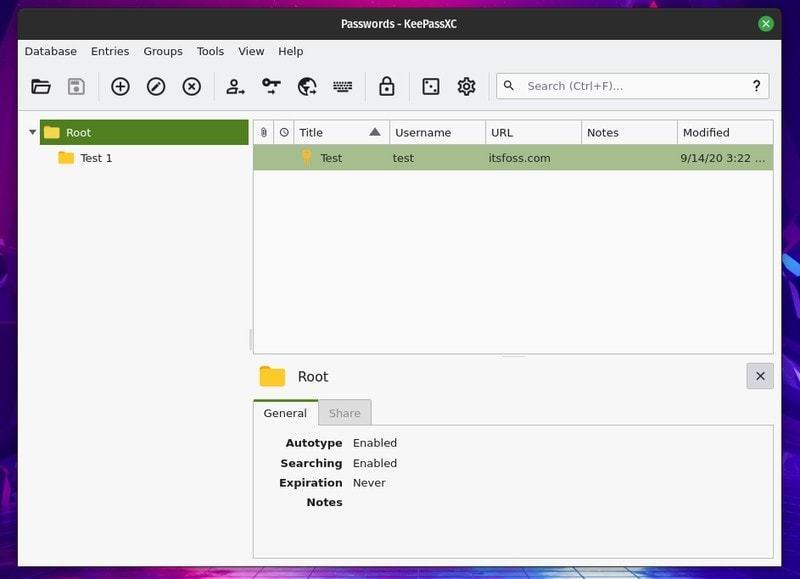 Passwords - KeePassXC
Database Entries Groups Tools View Help
Search (Ctrl+F)... ?
Root
Test 1
Title Username URL Notes Modified
Test test itsfoss.com 9/14/20 3:22 ...
Root
General Share
Autotype Enabled
Searching Enabled
Expiration Never
Notes